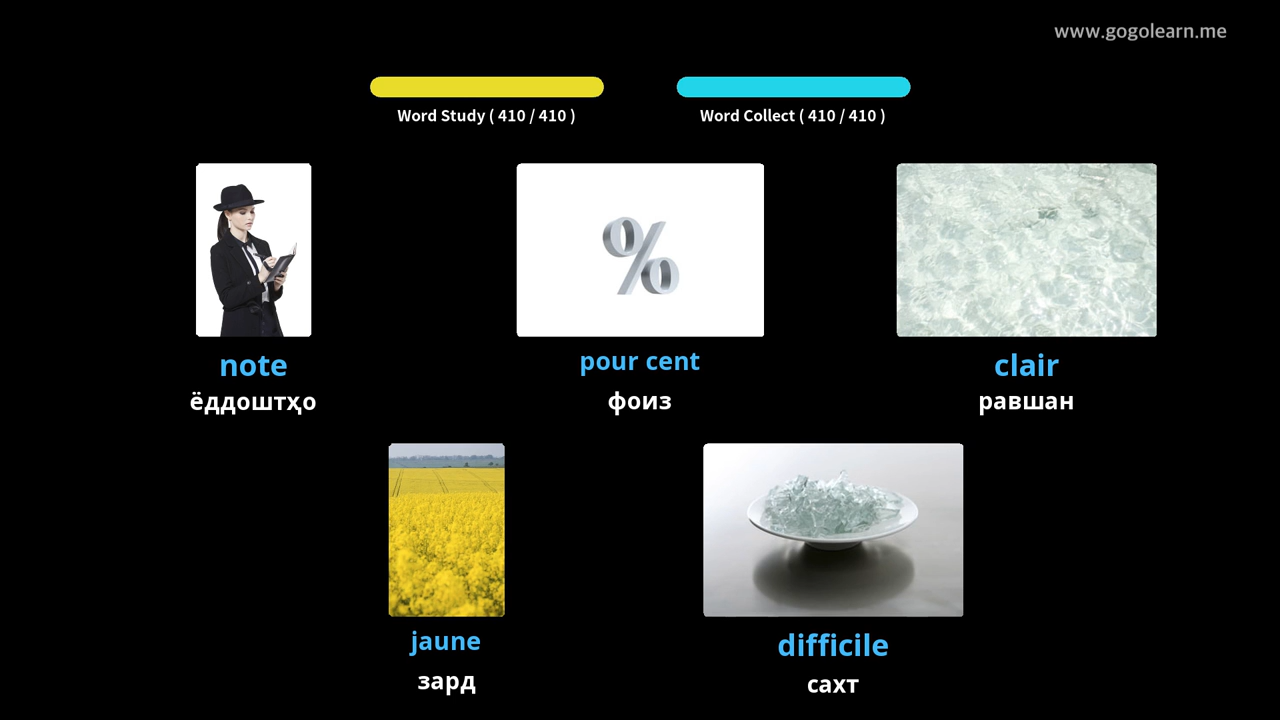 www.gogolearn.me
Word Study ( 410 / 410 )
Word Collect ( 410 / 410 )
note
ёддоштҳо
pour cent
фоиз
clair
равшан
jaune
зард
difficile
сахт